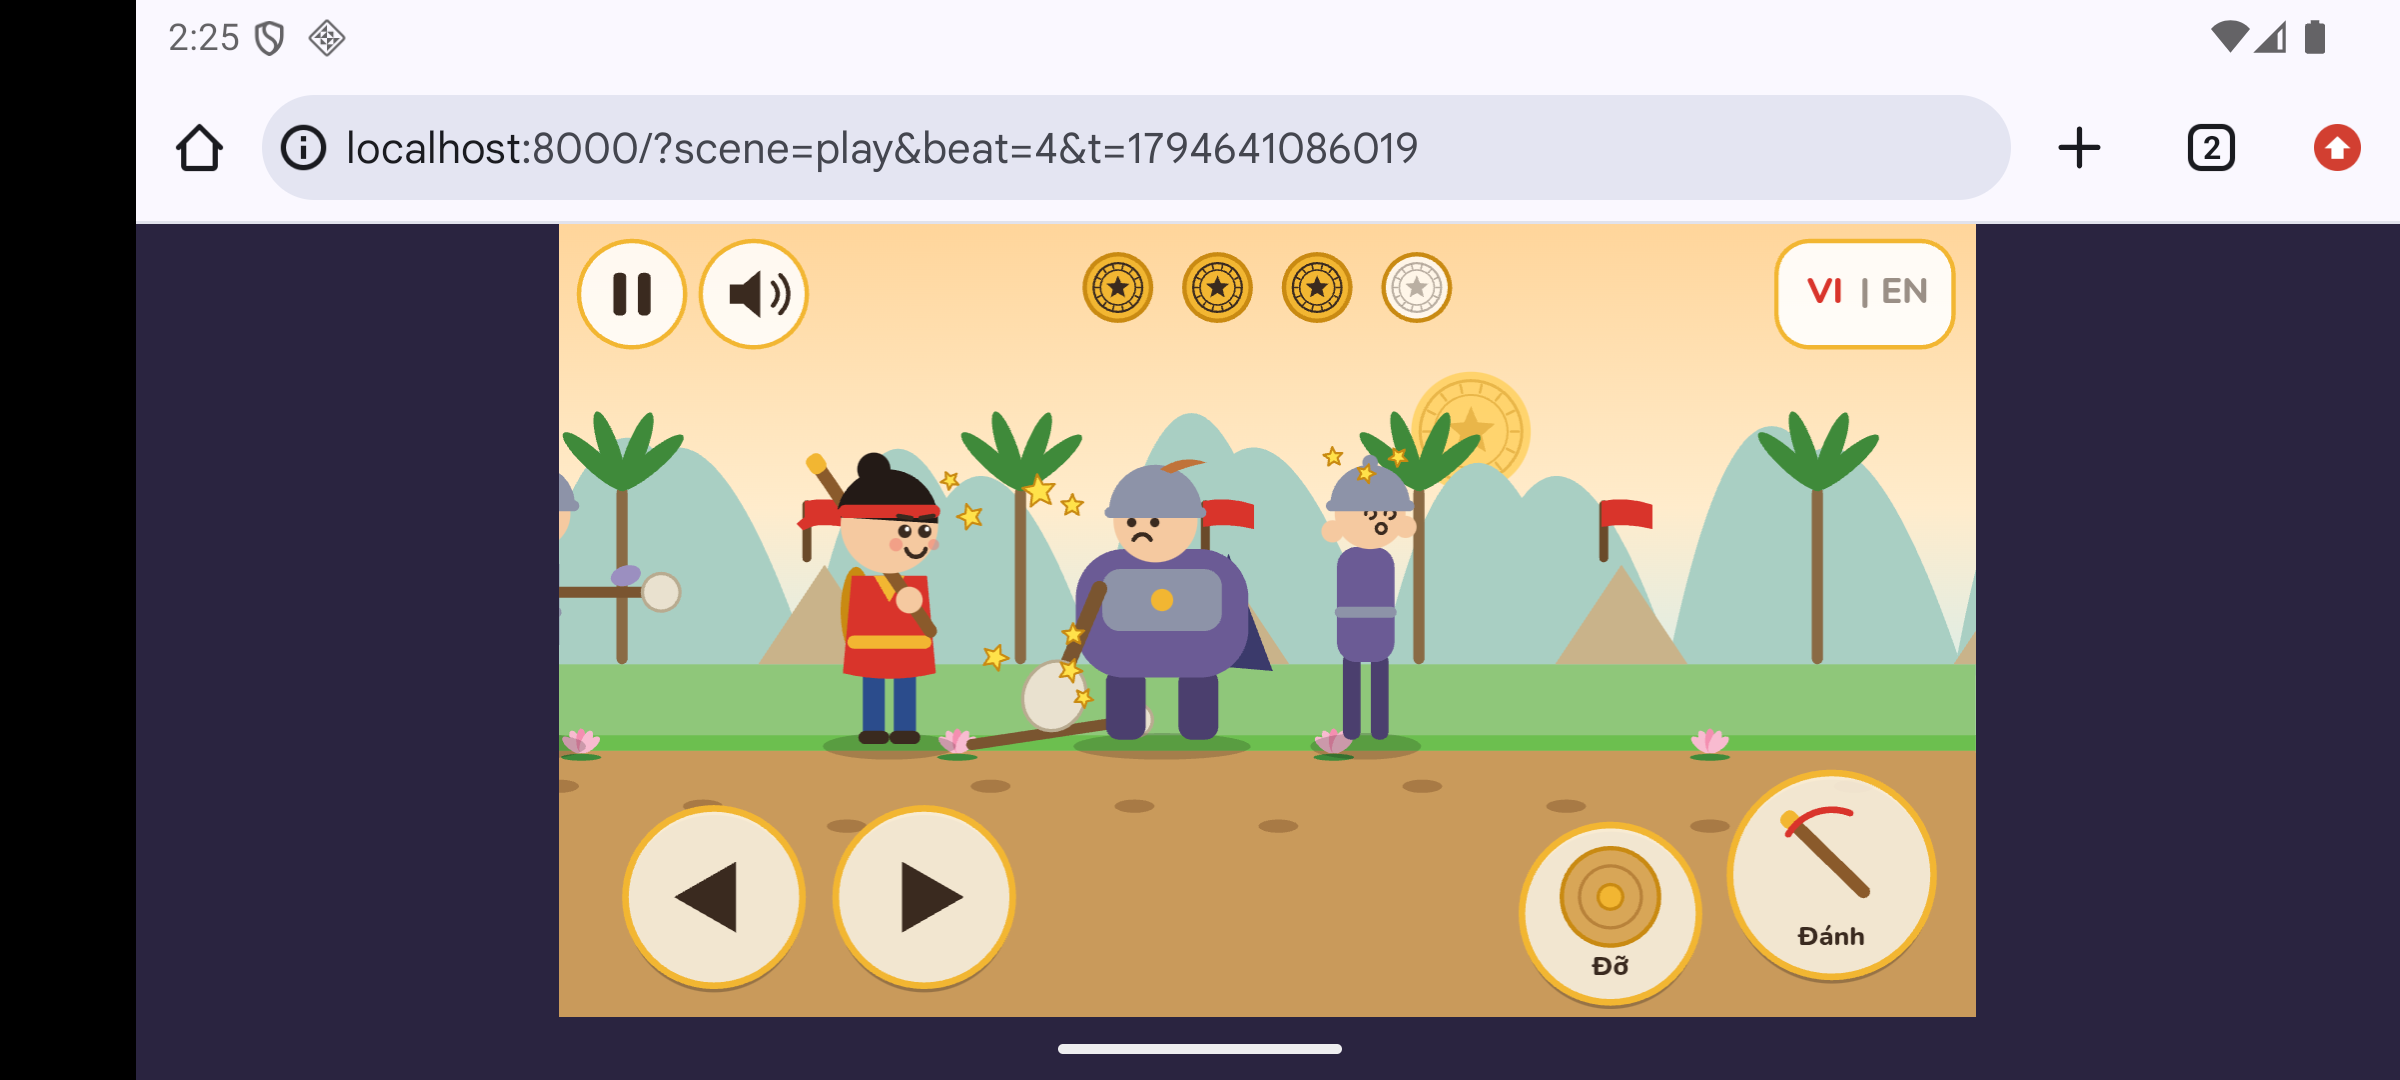 2:25
localhost:8000/?scene=play&beat=4&t=1794641086019
2
VI | EN
Đánh
Đỡ